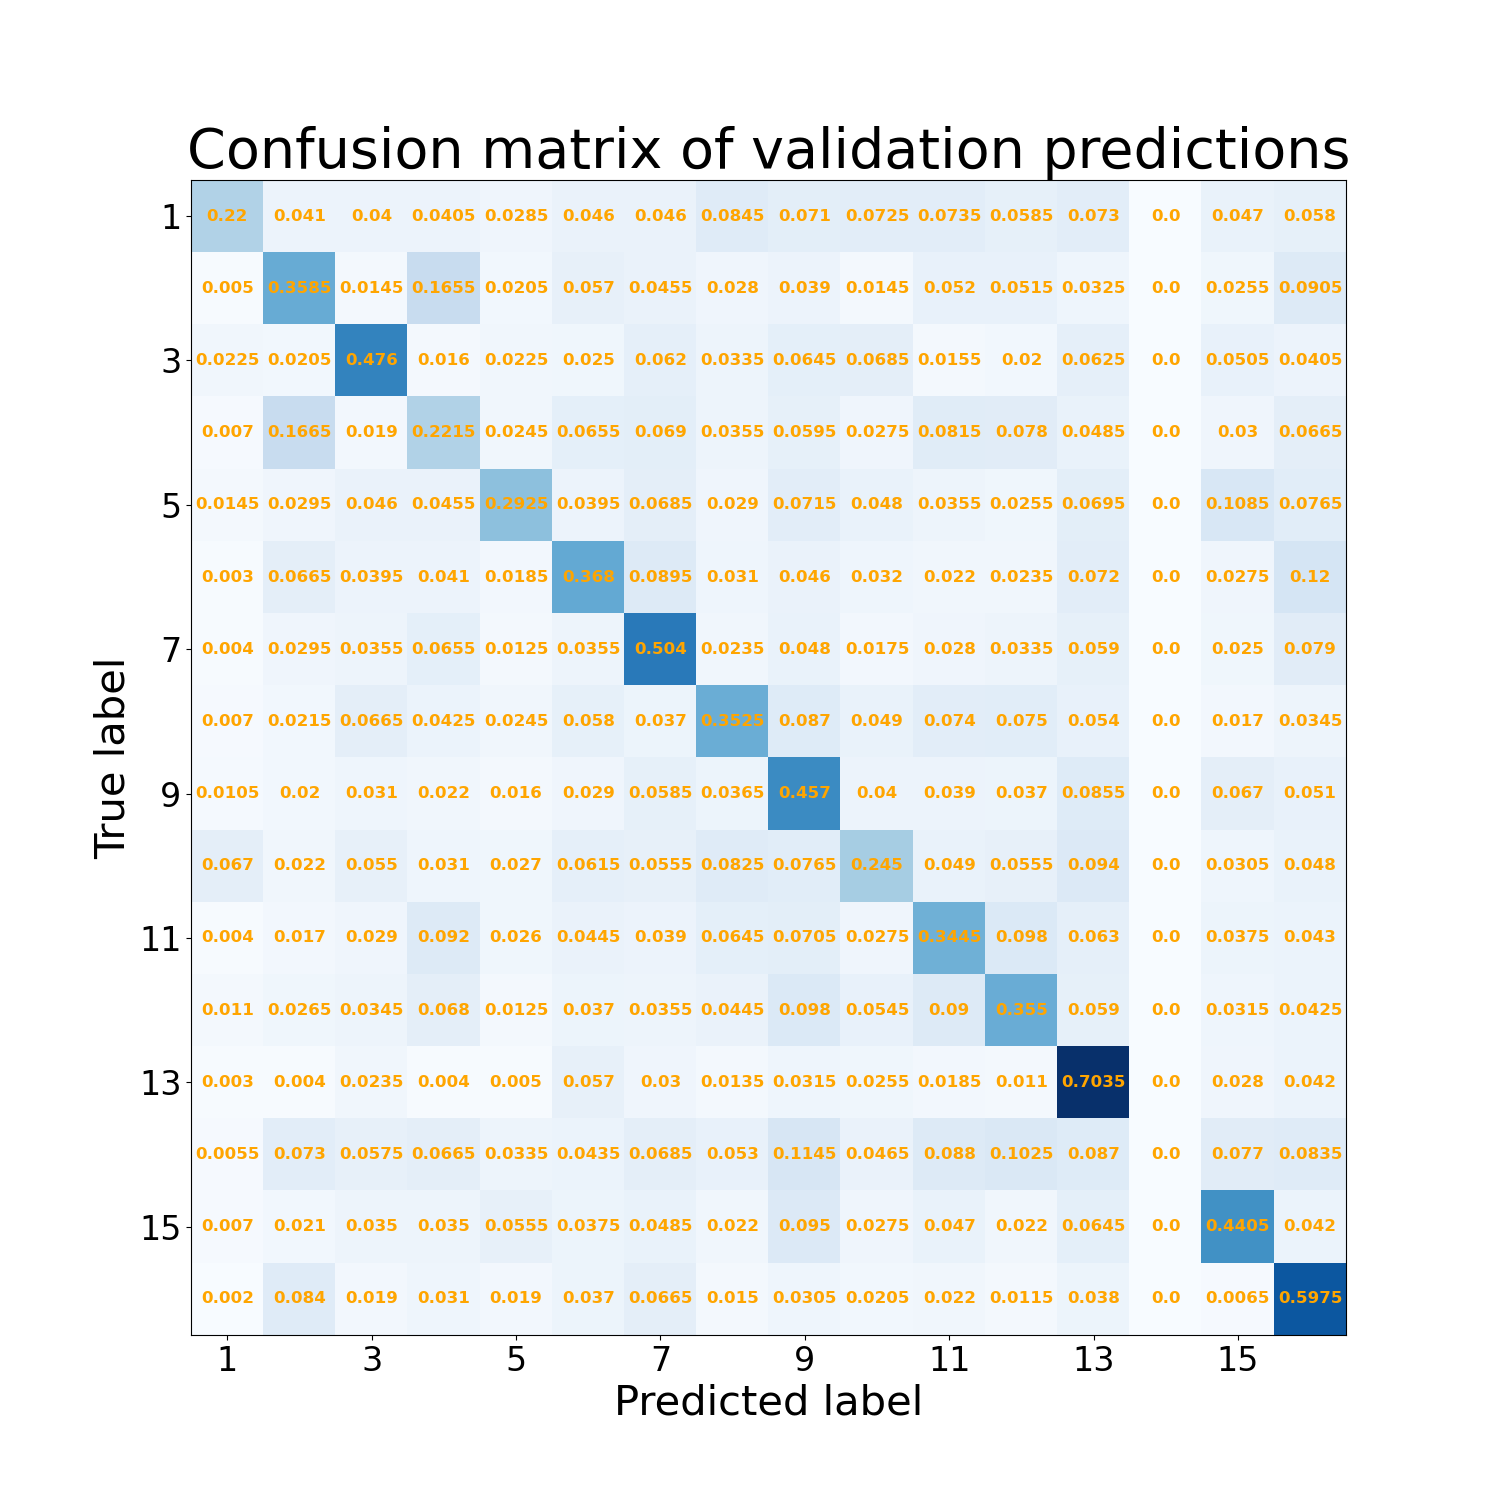 Confusion matrix of validation predictions
1 0.22 0.041 0.04 0.0405 0.0285 0.046 0.046 0.0845 0.071 0.0725 0.0735 0.0585 0.073 0.0 0.047 0.058
0.005 0.3585 0.0145 0.1655 0.0205 0.057 0.0455 0.028 0.039 0.0145 0.052 0.0515 0.0325 0.0 0.0255 0.0905
3 0.0225 0.0205 0.476 0.016 0.0225 0.025 0.062 0.0335 0.0645 0.0685 0.0155 0.02 0.0625 0.0 0.0505 0.0405
0.007 0.1665 0.019 0.2215 0.0245 0.0655 0.069 0.0355 0.0595 0.0275 0.0815 0.078 0.0485 0.0 0.03 0.0665
5 0.0145 0.0295 0.046 0.0455 0.2925 0.0395 0.0685 0.029 0.0715 0.048 0.0355 0.0255 0.0695 0.0 0.1085 0.0765
0.003 0.0665 0.0395 0.041 0.0185 0.368 0.0895 0.031 0.046 0.032 0.022 0.0235 0.072 0.0 0.0275 0.12
7 0.004 0.0295 0.0355 0.0655 0.0125 0.0355 0.504 0.0235 0.048 0.0175 0.028 0.0335 0.059 0.0 0.025 0.079
0.007 0.0215 0.0665 0.0425 0.0245 0.058 0.037 0.3525 0.087 0.049 0.074 0.075 0.054 0.0 0.017 0.0345
9 0.0105 0.02 0.031 0.022 0.016 0.029 0.0585 0.0365 0.457 0.04 0.039 0.037 0.0855 0.0 0.067 0.051
0.067 0.022 0.055 0.031 0.027 0.0615 0.0555 0.0825 0.0765 0.245 0.049 0.0555 0.094 0.0 0.0305 0.048
11 0.004 0.017 0.029 0.092 0.026 0.0445 0.039 0.0645 0.0705 0.0275 0.3445 0.098 0.063 0.0 0.0375 0.043
0.011 0.0265 0.0345 0.068 0.0125 0.037 0.0355 0.0445 0.098 0.0545 0.09 0.355 0.059 0.0 0.0315 0.0425
13 0.003 0.004 0.0235 0.004 0.005 0.057 0.03 0.0135 0.0315 0.0255 0.0185 0.011 0.7035 0.0 0.028 0.042
0.0055 0.073 0.0575 0.0665 0.0335 0.0435 0.0685 0.053 0.1145 0.0465 0.088 0.1025 0.087 0.0 0.077 0.0835
15 0.007 0.021 0.035 0.035 0.0555 0.0375 0.0485 0.022 0.095 0.0275 0.047 0.022 0.0645 0.0 0.4405 0.042
0.002 0.084 0.019 0.031 0.019 0.037 0.0665 0.015 0.0305 0.0205 0.022 0.0115 0.038 0.0 0.0065 0.5975
1 3 5 7 9 11 13 15
Predicted label
True label